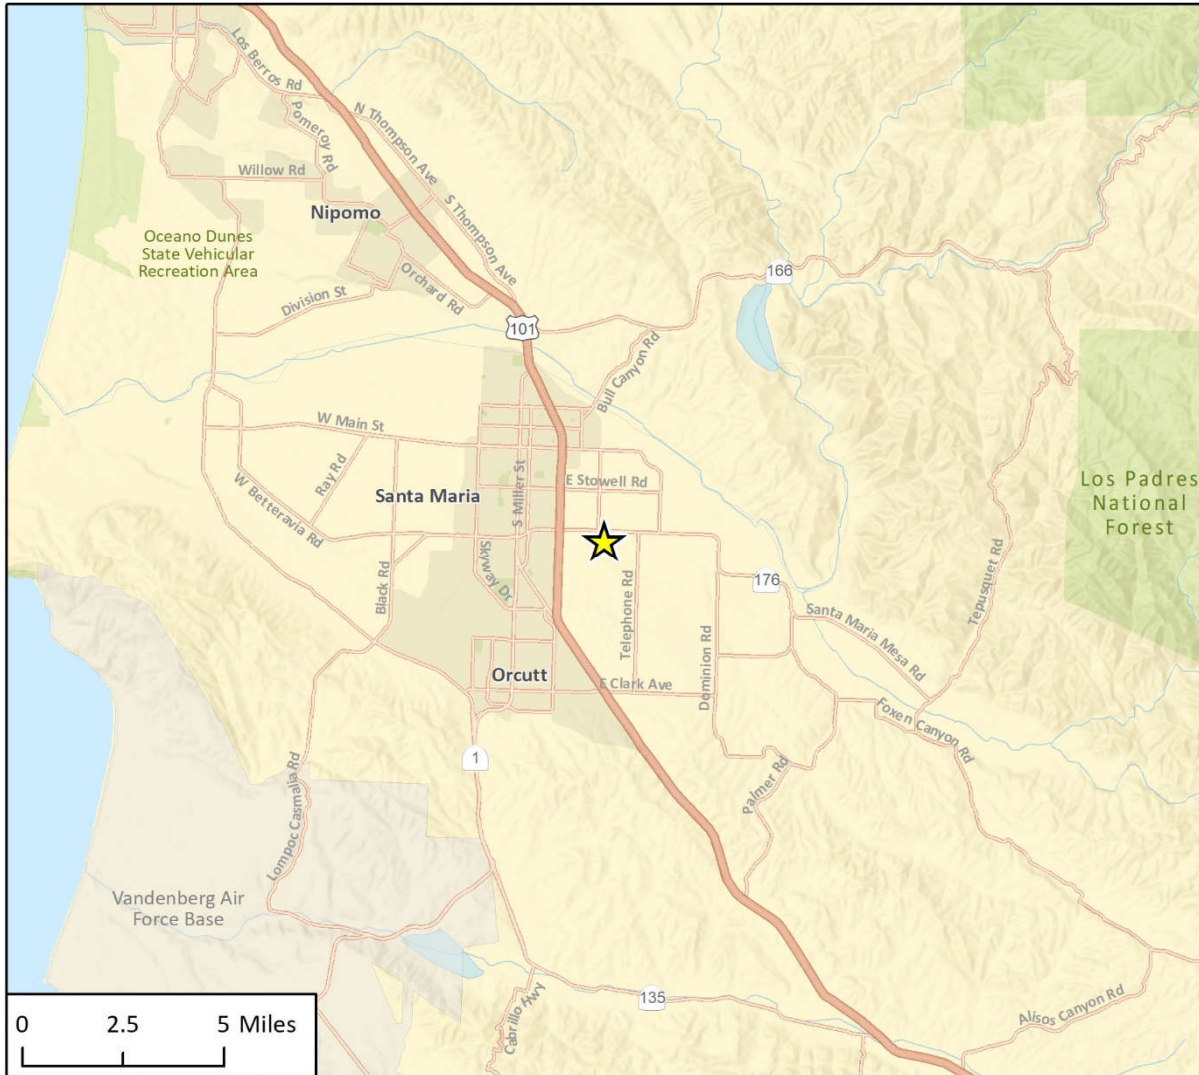 Los Berros Rd
N Thompson Ave
Pomeroy Rd
Willow Rd
Nipomo
S Thompson Ave
Oceano Dunes
State Vehicular
Recreation Area
166
Orchard Rd
Division St
101
Bull Canyon Rd
W Main St
Ray Rd
E Stowell Rd
Los Padres
National
Forest
Santa Maria
S Miller St
W Betteravia Rd
Skyway Dr
Black Rd
176
Telephone Rd
Tepusquet Rd
Santa Maria Mesa Rd
Dominion Rd
Orcutt
E Clark Ave
Foxen Canyon Rd
1
Palmer Rd
Lompoc Casmalia Rd
Vandenberg Air
Force Base
135
Cabrillo Hwy
Alisos Canyon Rd
0 2.5 5 Miles